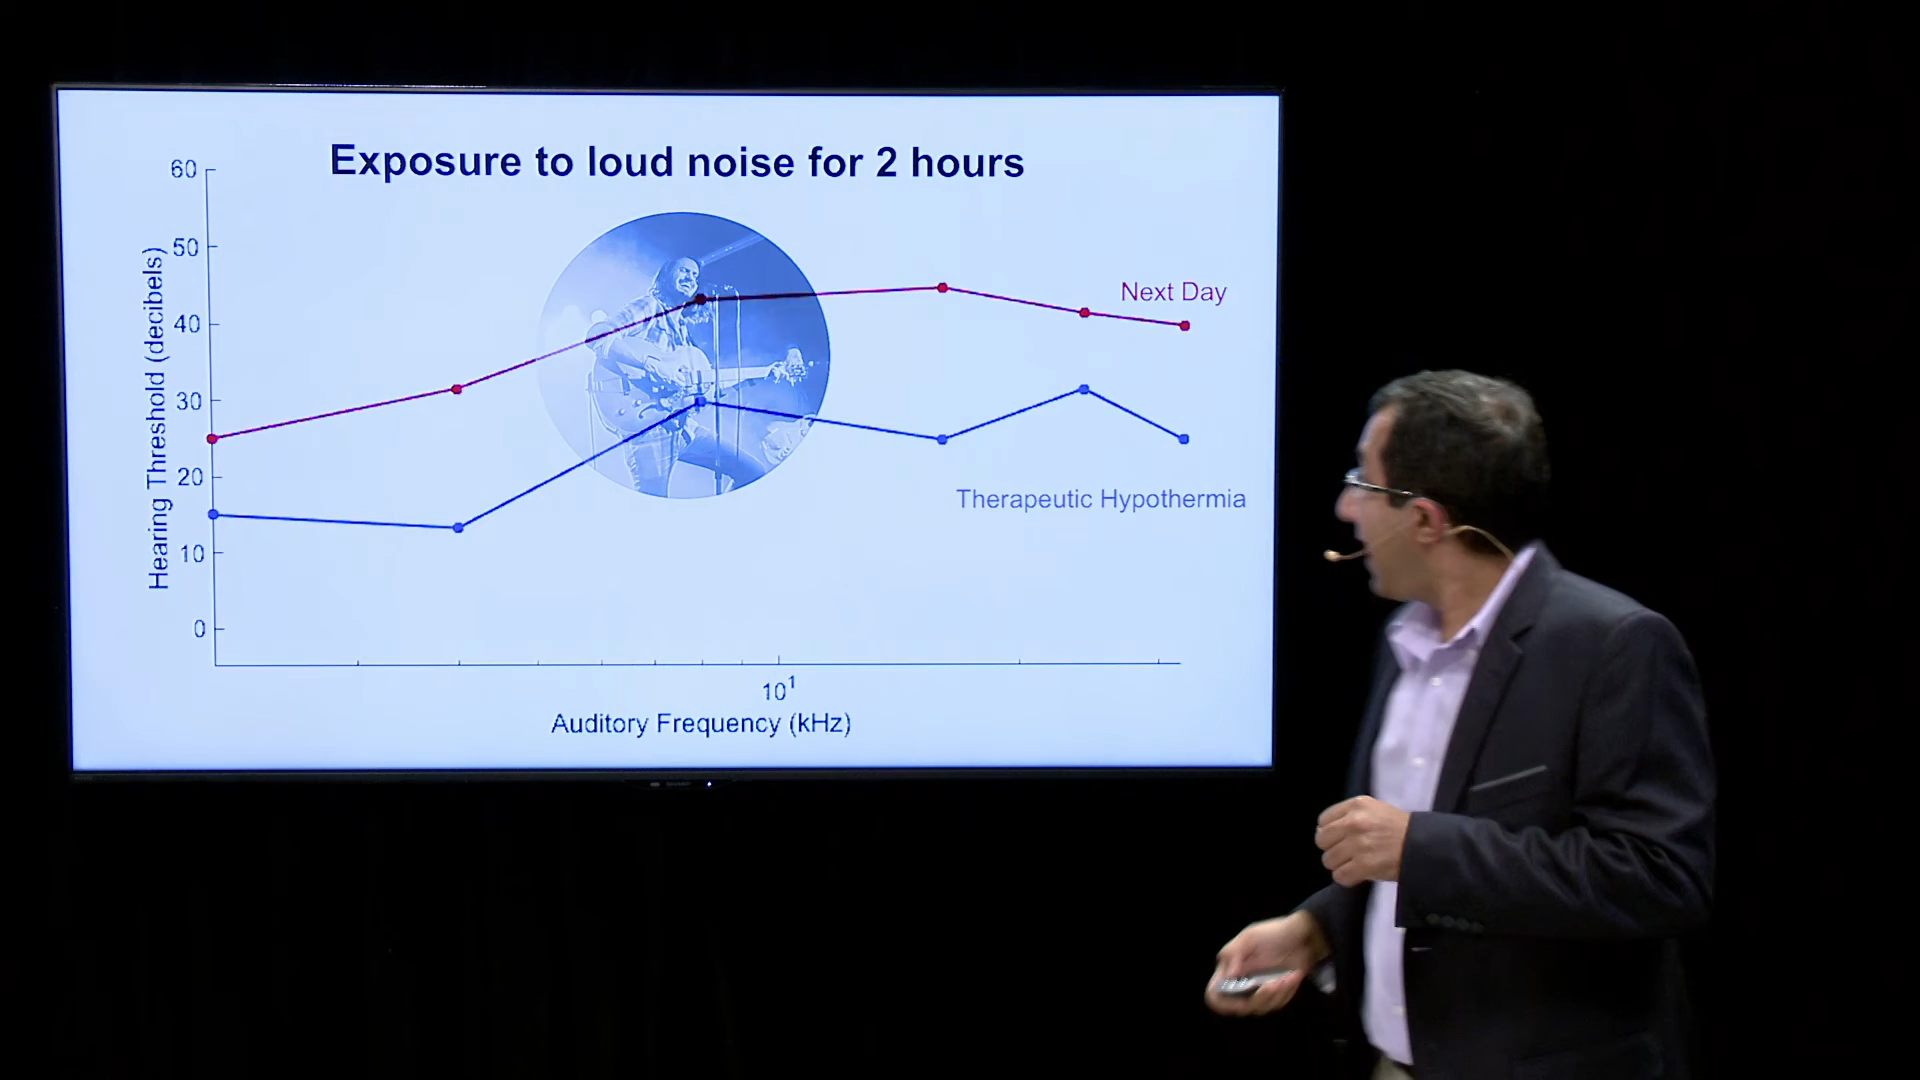 Exposure to loud noise for 2 hours
60
50
40
30
20
10
0
Hearing Threshold (decibels)
Next Day
Therapeutic Hypothermia
10¹
Auditory Frequency (kHz)